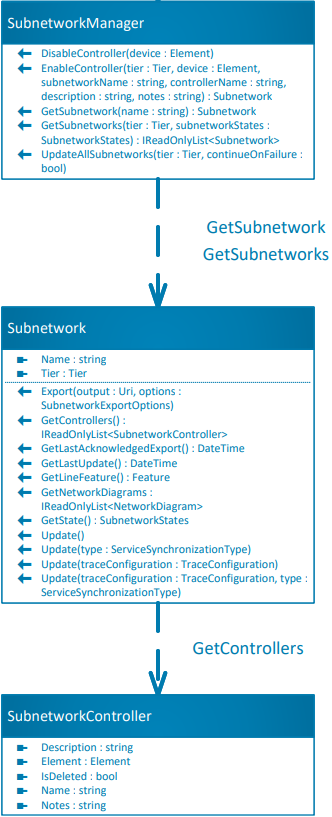 SubnetworkManager
DisableController(device : Element)
EnableController(tier : Tier, device : Element,
subnetworkName : string, controllerName : string,
description : string, notes : string) : Subnetwork
GetSubnetwork(name : string) : Subnetwork
GetSubnetworks(tier : Tier, subnetworkStates :
SubnetworkStates) : IReadOnlyList<Subnetwork>
UpdateAllSubnetworks(tier : Tier, continueOnFailure :
bool)
GetSubnetwork
GetSubnetworks
Subnetwork
Name : string
Tier : Tier
Export(output : Uri, options :
SubnetworkExportOptions)
GetControllers() :
IReadOnlyList<SubnetworkController>
GetLastAcknowledgedExport() : DateTime
GetLastUpdate() : DateTime
GetLineFeature() : Feature
GetNetworkDiagrams :
IReadOnlyList<NetworkDiagram>
GetState() : SubnetworkStates
Update()
Update(type : ServiceSynchronizationType)
Update(traceConfiguration : TraceConfiguration)
Update(traceConfiguration : TraceConfiguration, type :
ServiceSynchronizationType)
GetControllers
SubnetworkController
Description : string
Element : Element
IsDeleted : bool
Name : string
Notes : string